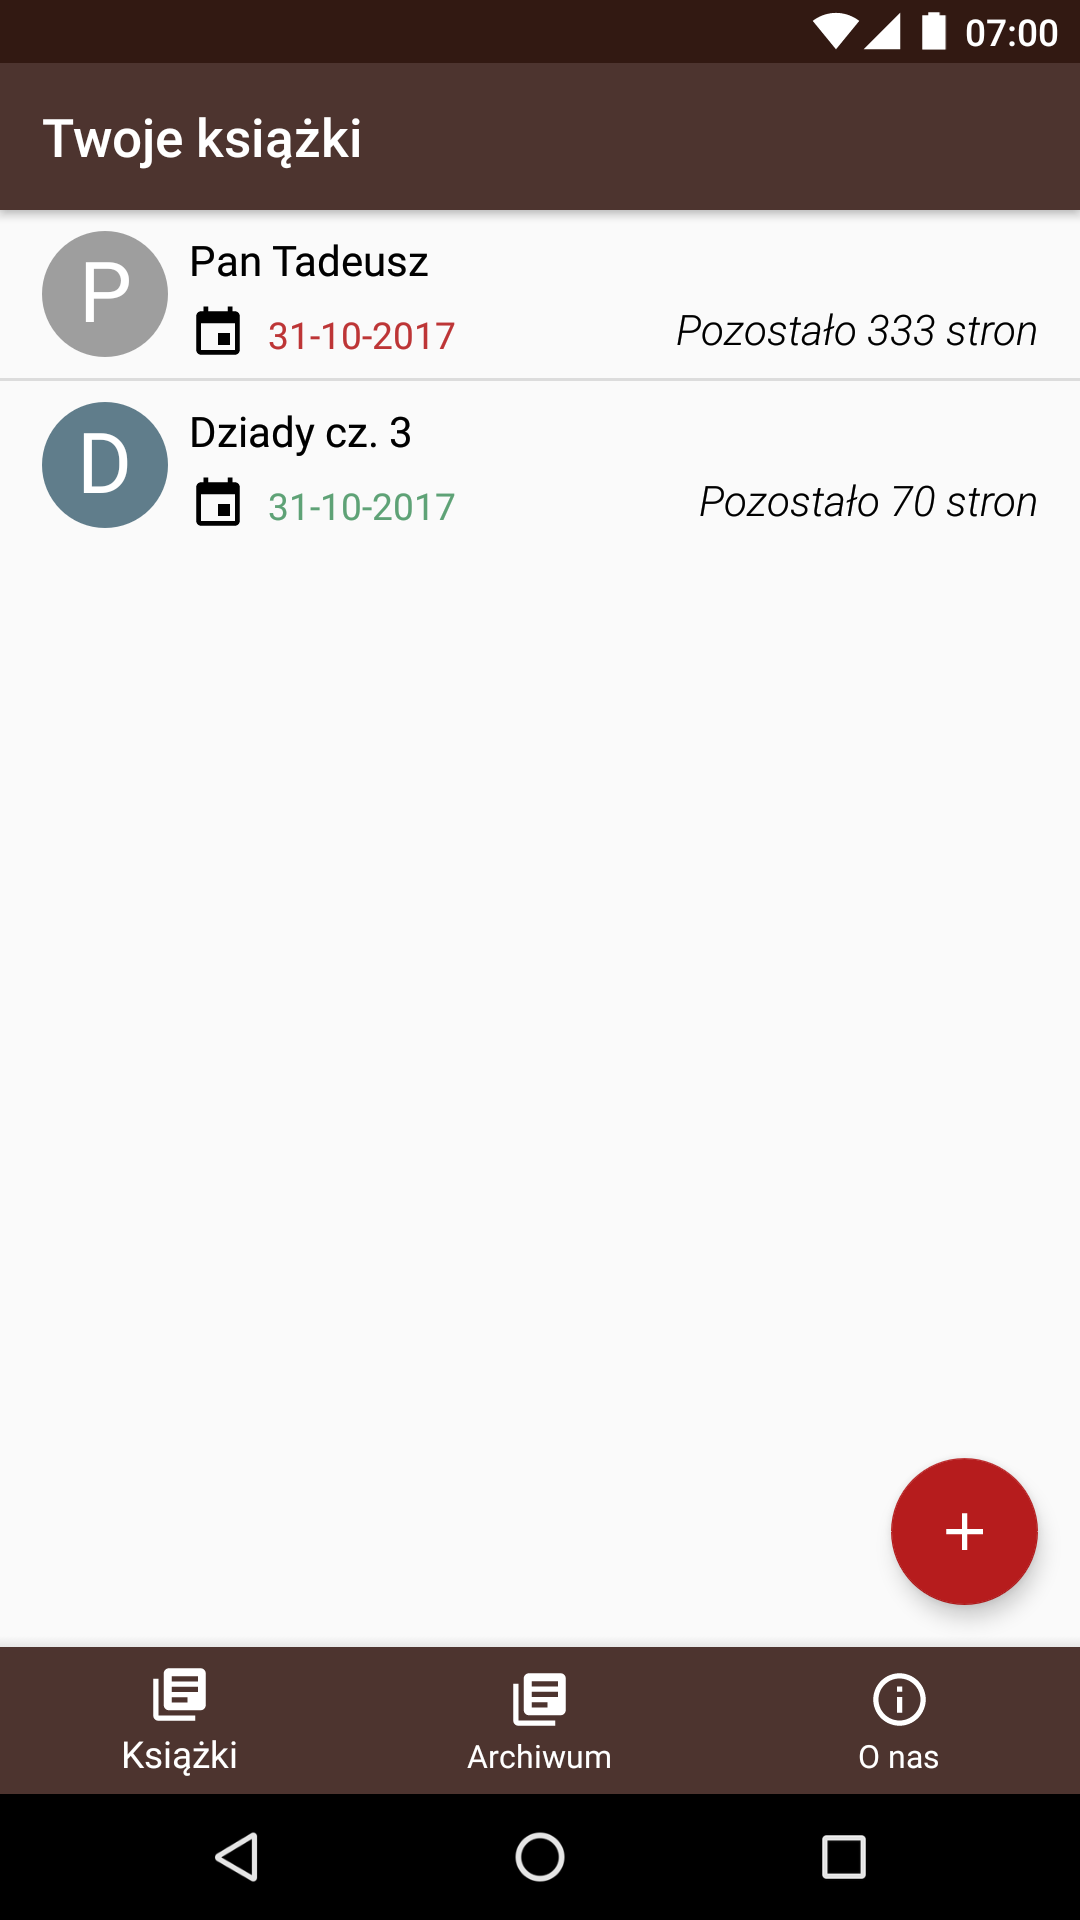 07:00
Twoje książki
P
Pan Tadeusz
31-10-2017
Pozostało 333 stron
D
Dziady cz. 3
31-10-2017
Pozostało 70 stron
Książki
Archiwum
O nas